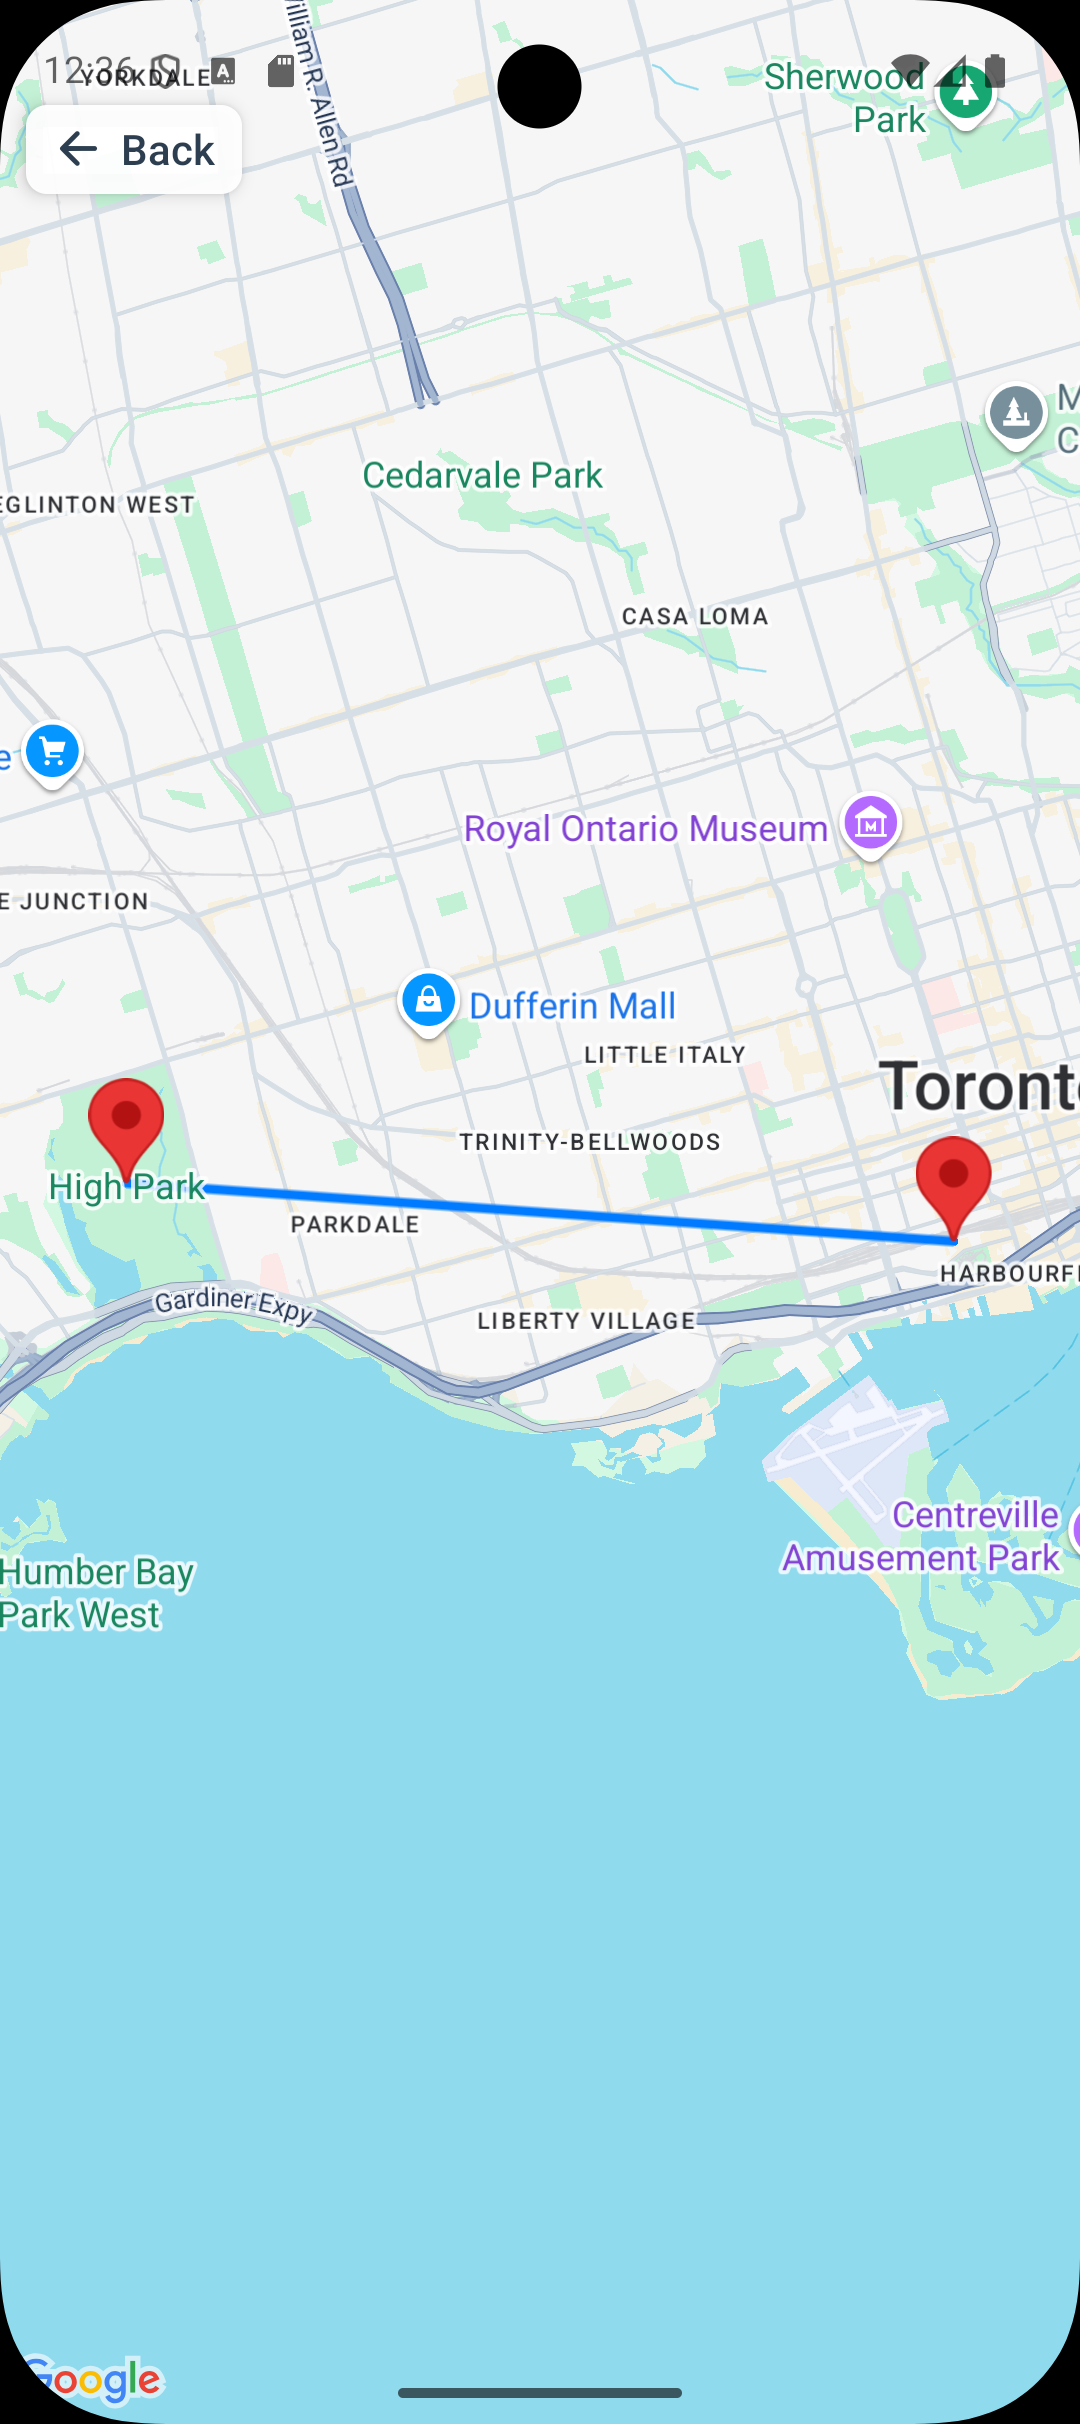 12:36
YORKDALE
William R. Allen Rd
Sherwood
Park
Back
M
C
Cedarvale Park
EGLINTON WEST
CASA LOMA
e
Royal Ontario Museum
E JUNCTION
Dufferin Mall
LITTLE ITALY
Toronto
TRINITY-BELLWOODS
High Park
PARKDALE
HARBOURF
Gardiner Expy
LIBERTY VILLAGE
Centreville
Amusement Park
Humber Bay
Park West
Google